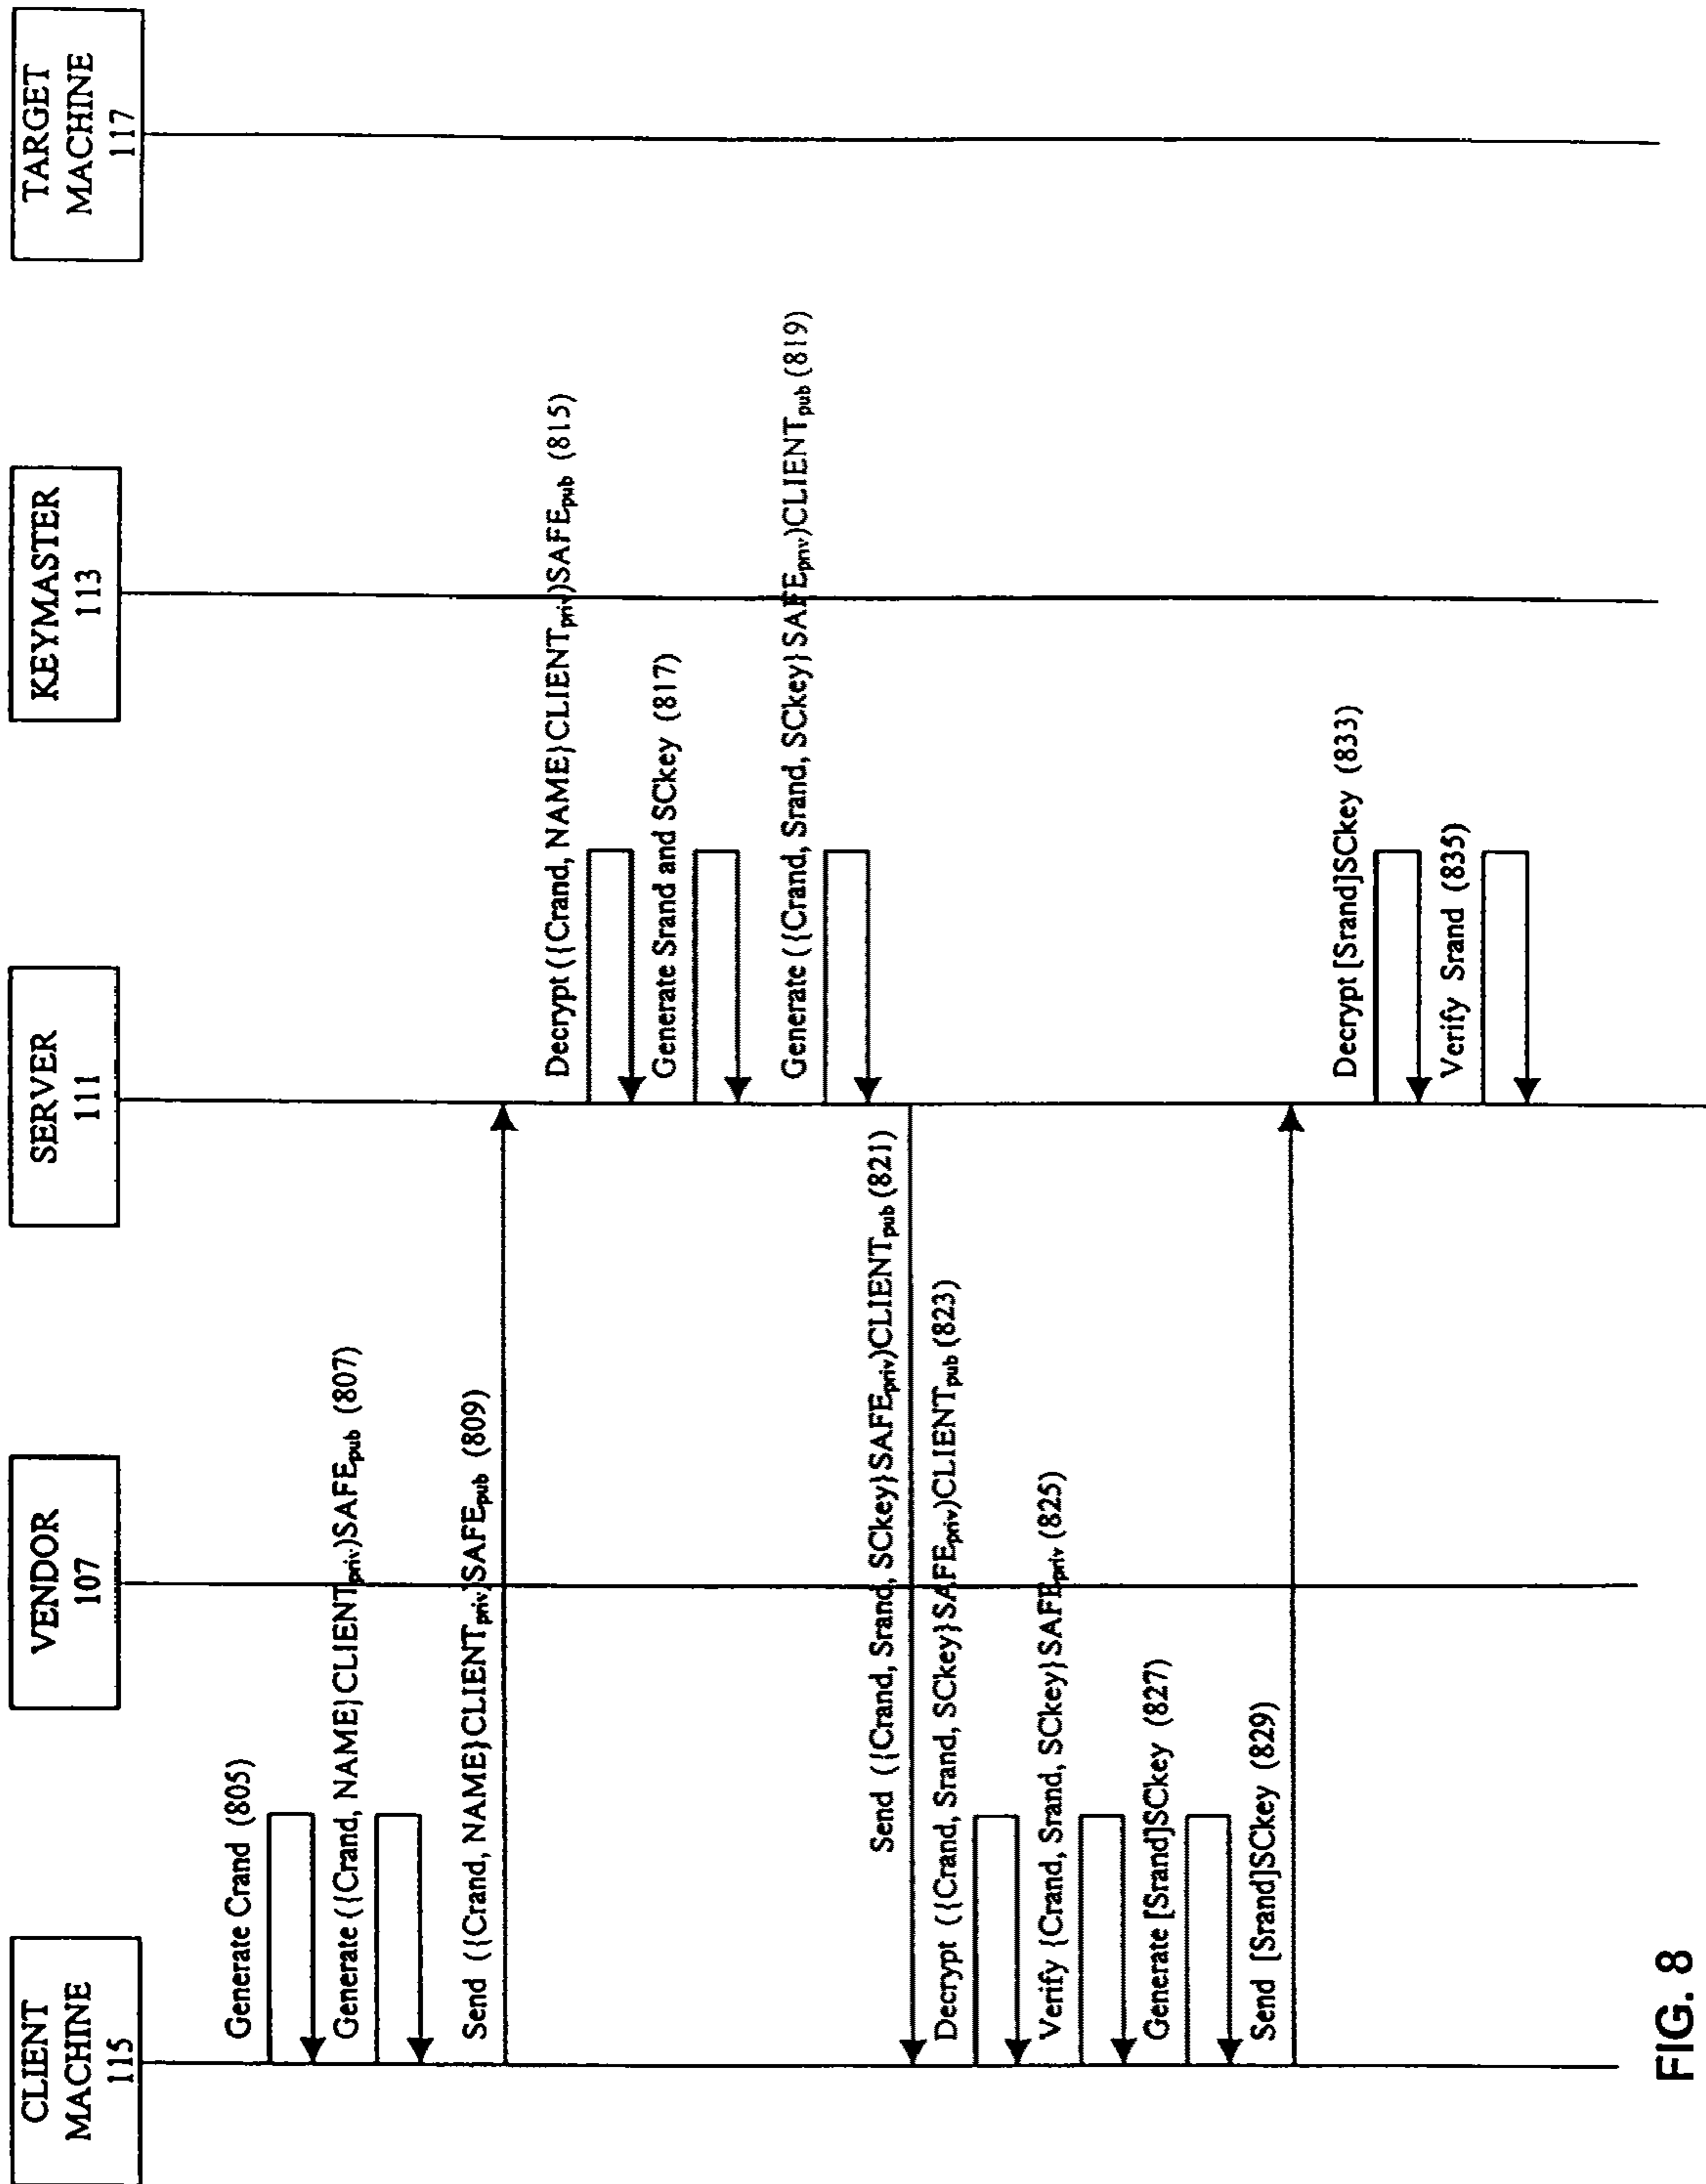 CLIENT
MACHINE
115
VENDOR
107
SERVER
111
KEYMASTER
113
TARGET
MACHINE
117
Generate Crand (805)
Generate ({Crand, NAME}CLIENTpriv)SAFEpub (807)
Send ({Crand, NAME}CLIENTpriv)SAFEpub (809)
Decrypt ({Crand, NAME}CLIENTpriv)SAFEpub (815)
Generate Srand and SCkey (817)
Generate ({Crand, Srand, SCkey}SAFEpriv)CLIENTpub (819)
Send ({Crand, Srand, SCkey}SAFEpriv)CLIENTpub (821)
Decrypt ({Crand, Srand, SCkey}SAFEpriv)CLIENTpub (823)
Verify {Crand, Srand, SCkey}SAFEpriv (825)
Generate [Srand]SCkey (827)
Send [Srand]SCkey (829)
Decrypt [Srand]SCkey (833)
Verify Srand (835)
FIG. 8